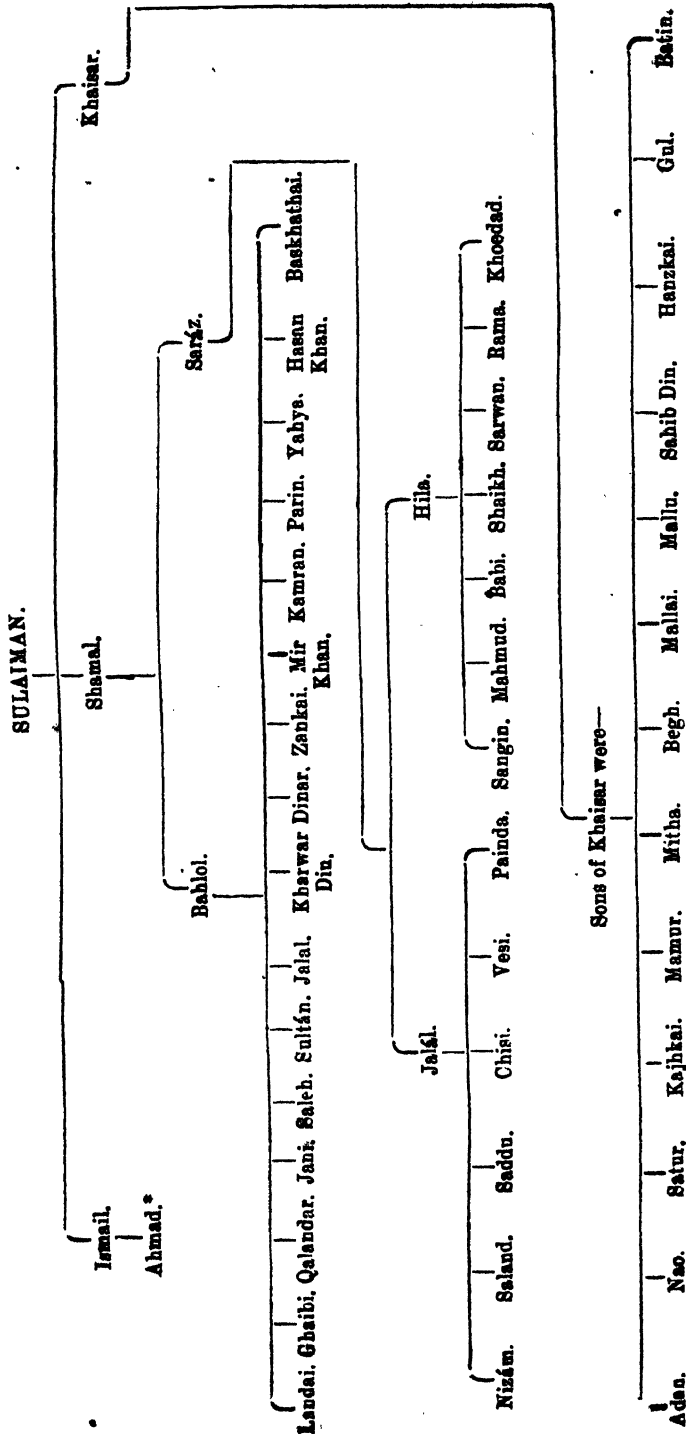 SULAIMAN.
Ismail. Shamal. Khaisar.
Ahmad.*
Bahlol. Saráz.
Landai. Ghaibi. Qalandar. Jani. Saleh. Sultán. Jalal. Kharwar Dinar. Zankai. Mir Kamran. Parin. Yahya. Hasan Baskhathai.
Din. Khan. Khan.
Jalál. Hila.
Nizám. Saland. Saddu. Chisi. Vesi. Painda. Sangin. Mahmud. Babi. Shaikh. Sarwan. Rama. Khoedad.
Sons of Khaisar were—
Adan. Nao. Satur. Kajhkai. Mamur. Mitha. Begh. Mallai. Mallu. Sahib Din. Hanzkai. Gul. Batin.